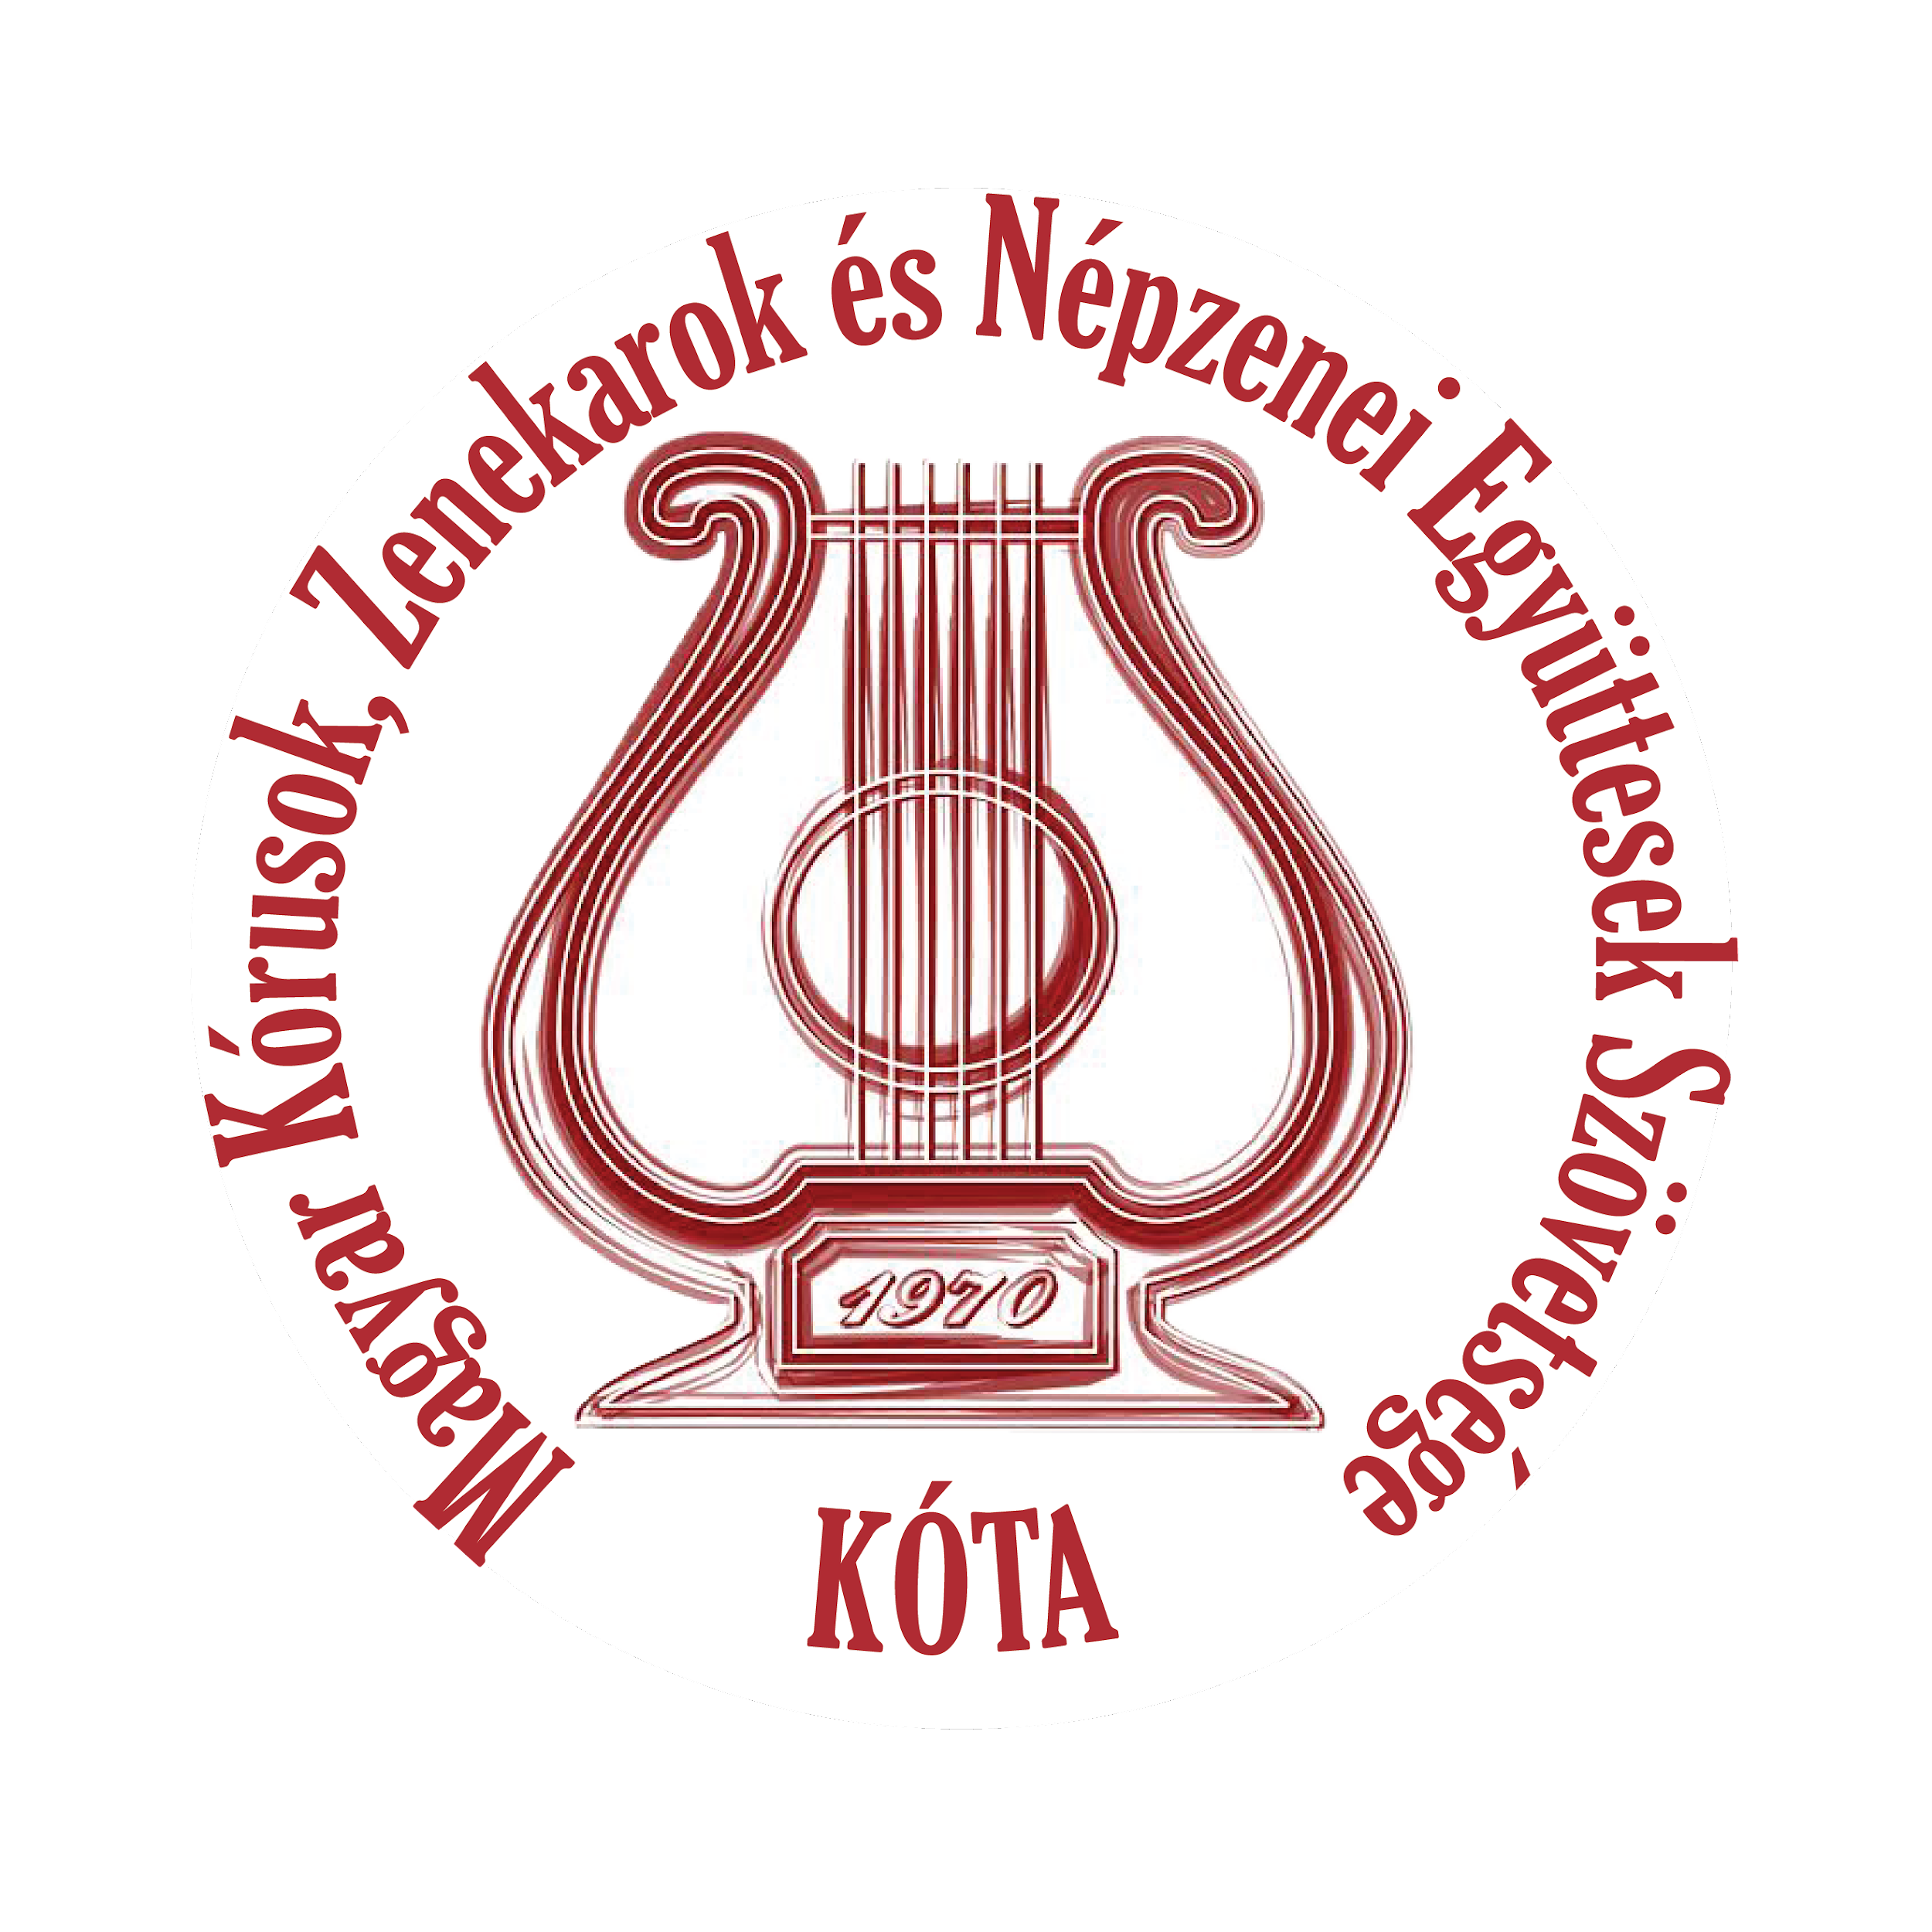 Magyar Kórusok, Zenekarok és Népzenei Együttesek Szövetsége
1970
KÓTA